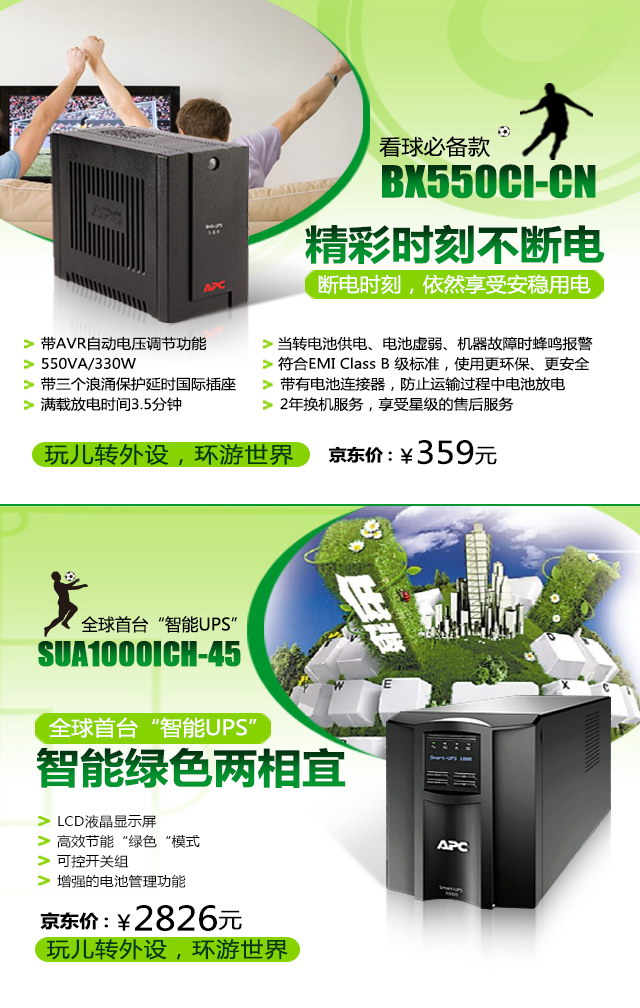 看球必备款
BX550CI-CN
精彩时刻不断电
断电时刻，依然享受安稳用电
APC
APC
> 带AVR自动电压调节功能
> 550VA/330W
> 带三个浪涌保护延时国际插座
> 满载放电时间3.5分钟
> 当转电池供电、电池虚弱、机器故障时蜂鸣报警
> 符合EMI Class B 级标准，使用更环保、更安全
> 带有电池连接器，防止运输过程中电池放电
> 2年换机服务，享受星级的售后服务
玩儿转外设，环游世界
京东价：¥359元
全球首台“智能UPS”
SUA1000ICH-45
全球首台“智能UPS”
智能绿色两相宜
> LCD液晶显示屏
> 高效节能“绿色“模式
> 可控开关组
> 增强的电池管理功能
京东价：¥2826元
玩儿转外设，环游世界
W E
D
X C
Smart-UPS 1000
APC
Smart-UPS